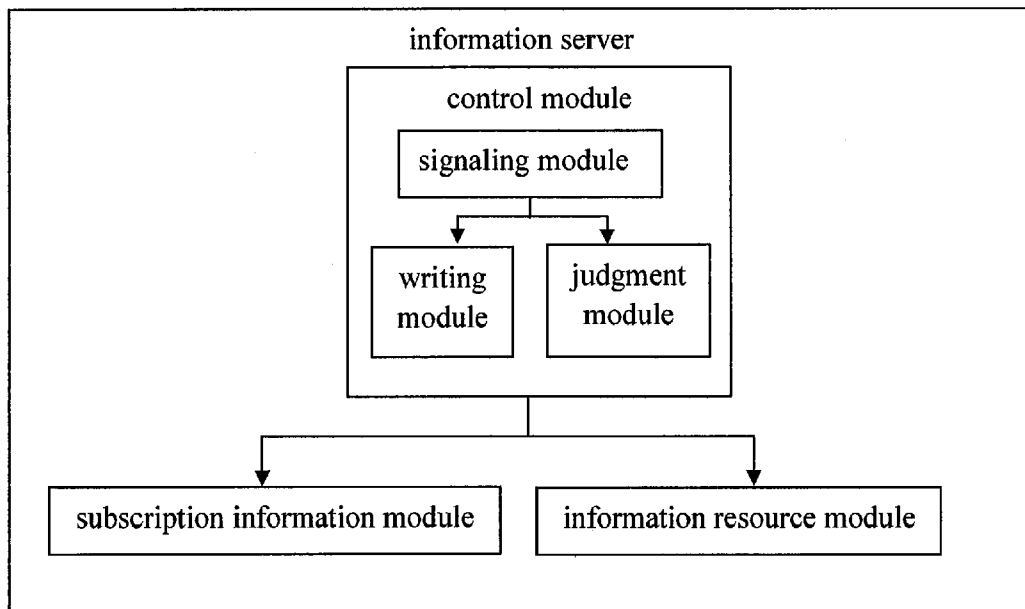 information server
control module
signaling module
writing
module
judgment
module
subscription information module
information resource module